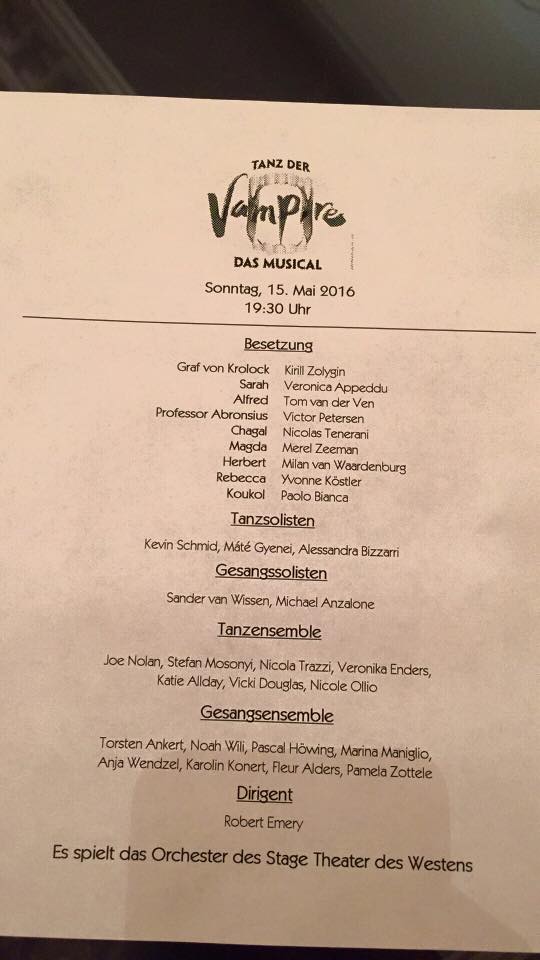 TANZ DER
Vampire
DAS MUSICAL
Sonntag, 15. Mai 2016
19:30 Uhr
Besetzung
Graf von Krolock Kirill Zolygin
Sarah Veronica Appeddu
Alfred Tom van der Ven
Professor Abronsius Victor Petersen
Chagal Nicolas Tenerani
Magda Merel Zeeman
Herbert Milan van Waardenburg
Rebecca Yvonne Köstler
Koukol Paolo Bianca
Tanzsolisten
Kevin Schmid, Máté Gyenei, Alessandra Bizzarri
Gesangssolisten
Sander van Wissen, Michael Anzalone
Tanzensemble
Joe Nolan, Stefan Mosonyi, Nicola Trazzi, Veronika Enders,
Katie Allday, Vicki Douglas, Nicole Ollio
Gesangsensemble
Torsten Ankert, Noah Wili, Pascal Höwing, Marina Maniglio,
Anja Wendzel, Karolin Konert, Fleur Alders, Pamela Zottele
Dirigent
Robert Emery
Es spielt das Orchester des Stage Theater des Westens